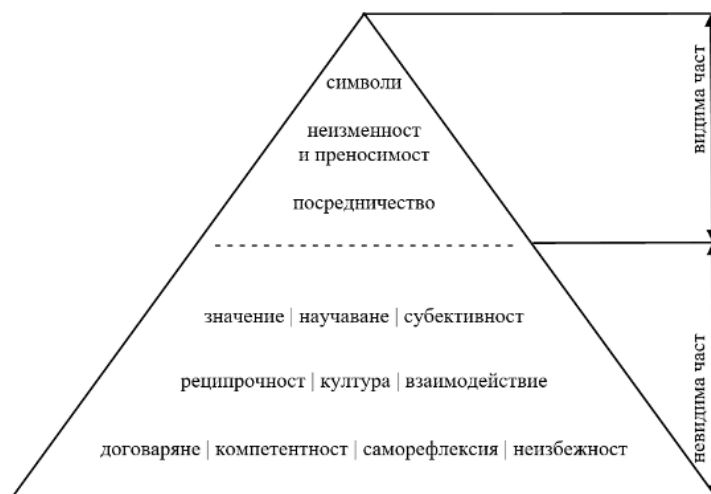 символи
неизменност
и преносимост
посредничество
значение | научаване | субективност
реципрочност | култура | взаимодействие
договаряне | компетентност | саморефлексия | неизбежност
видима част
невидима част